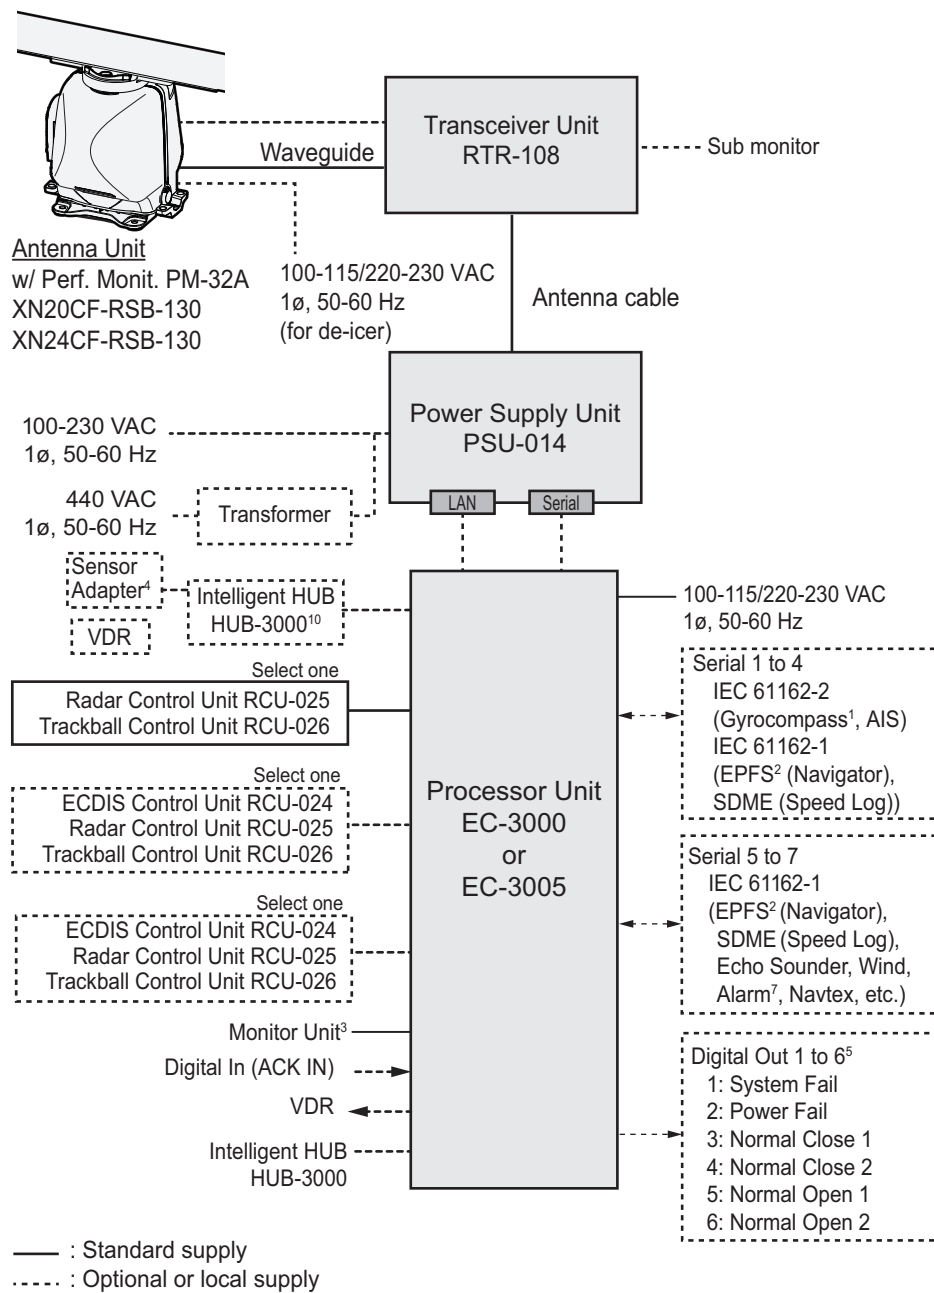 Transceiver Unit
RTR-108
Sub monitor
Waveguide
Antenna Unit
w/ Perf. Monit. PM-32A
XN20CF-RSB-130
XN24CF-RSB-130
100-115/220-230 VAC
1ø, 50-60 Hz
(for de-icer)
Antenna cable
Power Supply Unit
PSU-014
LAN
Serial
100-230 VAC
1ø, 50-60 Hz
440 VAC
1ø, 50-60 Hz
Transformer
Sensor
Adapter⁴
VDR
Intelligent HUB
HUB-3000¹⁰
Select one
Radar Control Unit RCU-025
Trackball Control Unit RCU-026
Select one
ECDIS Control Unit RCU-024
Radar Control Unit RCU-025
Trackball Control Unit RCU-026
Select one
ECDIS Control Unit RCU-024
Radar Control Unit RCU-025
Trackball Control Unit RCU-026
Monitor Unit³
Digital In (ACK IN)
VDR
Intelligent HUB
HUB-3000
Processor Unit
EC-3000
or
EC-3005
100-115/220-230 VAC
1ø, 50-60 Hz
Serial 1 to 4
IEC 61162-2
(Gyrocompass¹, AIS)
IEC 61162-1
(EPFS² (Navigator),
SDME (Speed Log))
Serial 5 to 7
IEC 61162-1
(EPFS² (Navigator),
SDME (Speed Log),
Echo Sounder, Wind,
Alarm⁷, Navtex, etc.)
Digital Out 1 to 6⁵
1: System Fail
2: Power Fail
3: Normal Close 1
4: Normal Close 2
5: Normal Open 1
6: Normal Open 2
: Standard supply
: Optional or local supply